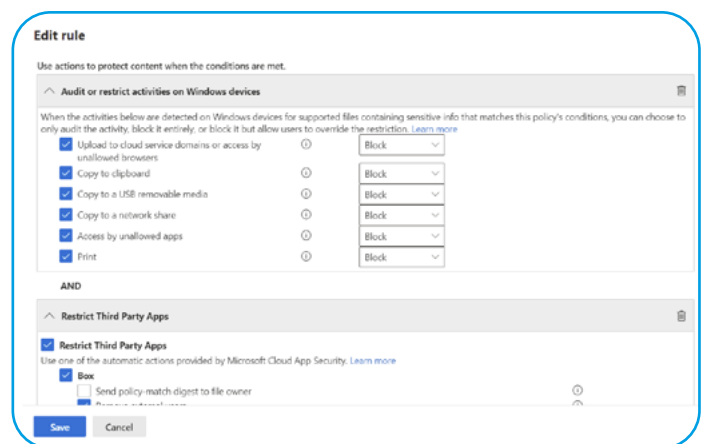 Edit rule
Use actions to protect content when the conditions are met.
Audit or restrict activities on Windows devices
When the activities below are detected on Windows devices for supported files containing sensitive info that matches this policy's conditions, you can choose to
only audit the activity, block it entirely, or block it but allow users to override the restriction. Learn more
Upload to cloud service domains or access by Block
unallowed browsers
Copy to clipboard Block
Copy to a USB removable media Block
Copy to a network share Block
Access by unallowed apps Block
Print Block
AND
Restrict Third Party Apps
Restrict Third Party Apps
Use one of the automatic actions provided by Microsoft Cloud App Security. Learn more
Box
Send policy-match digest to file owner
Remove external users
Save Cancel